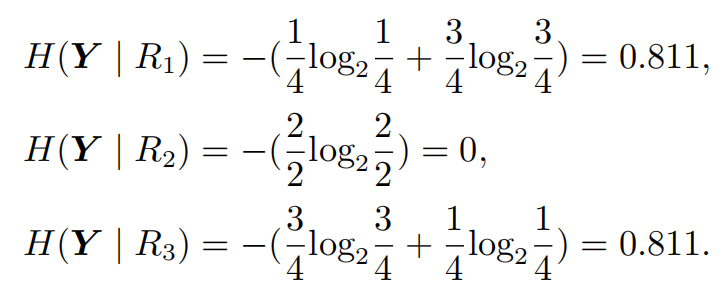 H(Y | R₁) = −(1/4 log₂ 1/4 + 3/4 log₂ 3/4) = 0.811,
H(Y | R₂) = −(2/2 log₂ 2/2) = 0,
H(Y | R₃) = −(3/4 log₂ 3/4 + 1/4 log₂ 1/4) = 0.811.